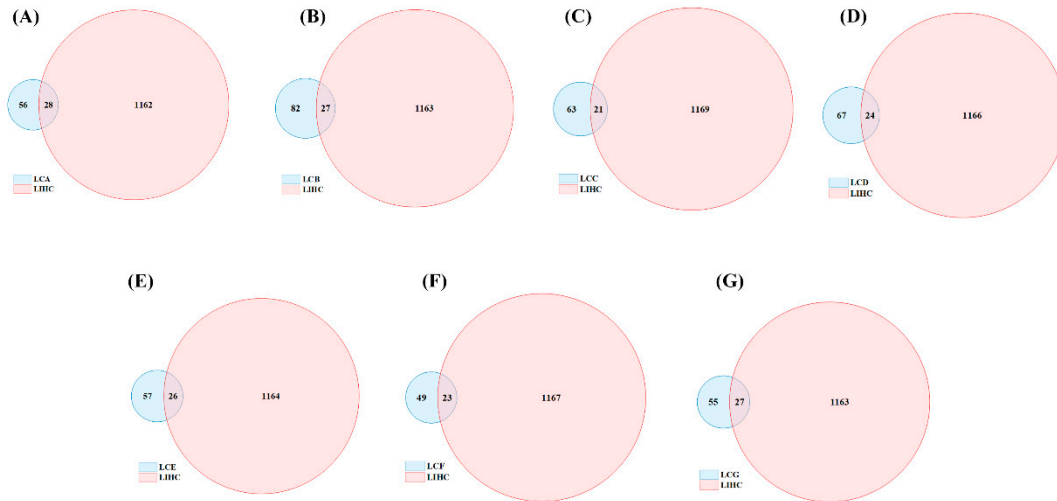 (A)
56 28 1162
LCA
LIHC
(B)
82 27 1163
LCB
LIHC
(C)
63 21 1169
LCC
LIHC
(D)
67 24 1166
LCD
LIHC
(E)
57 26 1164
LCE
LIHC
(F)
49 23 1167
LCF
LIHC
(G)
55 27 1163
LCG
LIHC